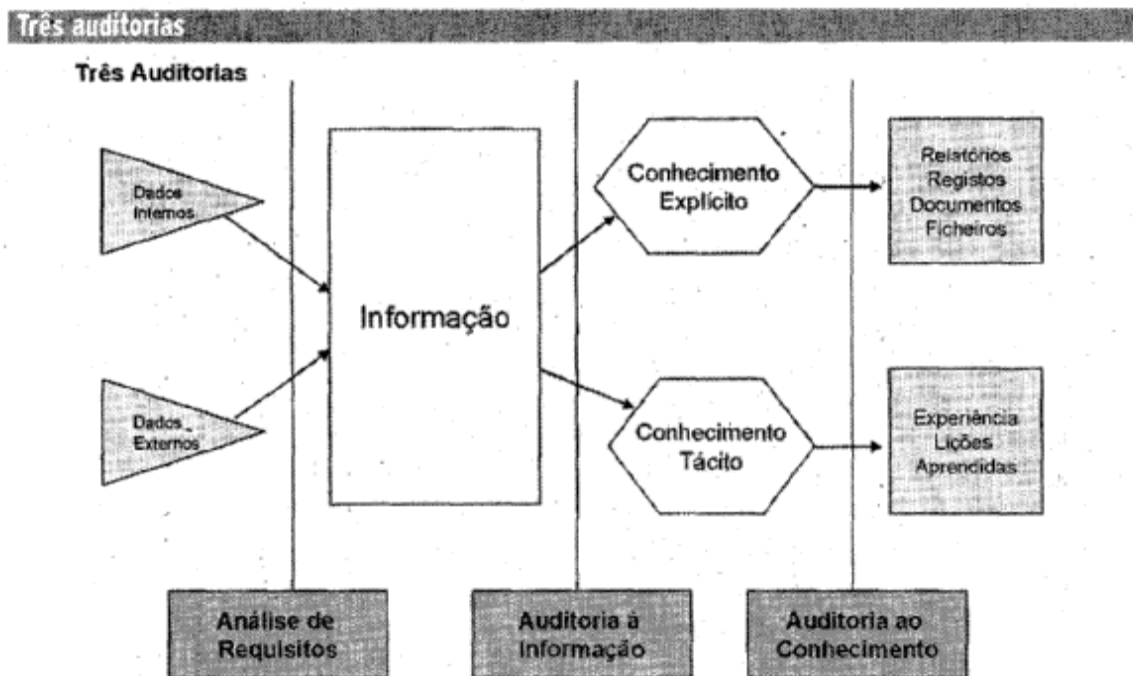 Três auditorias
Três Auditorias
Dados
Internos
Dados
Externos
Informação
Conhecimento
Explícito
Conhecimento
Tácito
Relatórios
Registos
Documentos
Ficheiros
Experiência
Lições
Aprendidas
Análise de
Requisitos
Auditoria à
Informação
Auditoria ao
Conhecimento